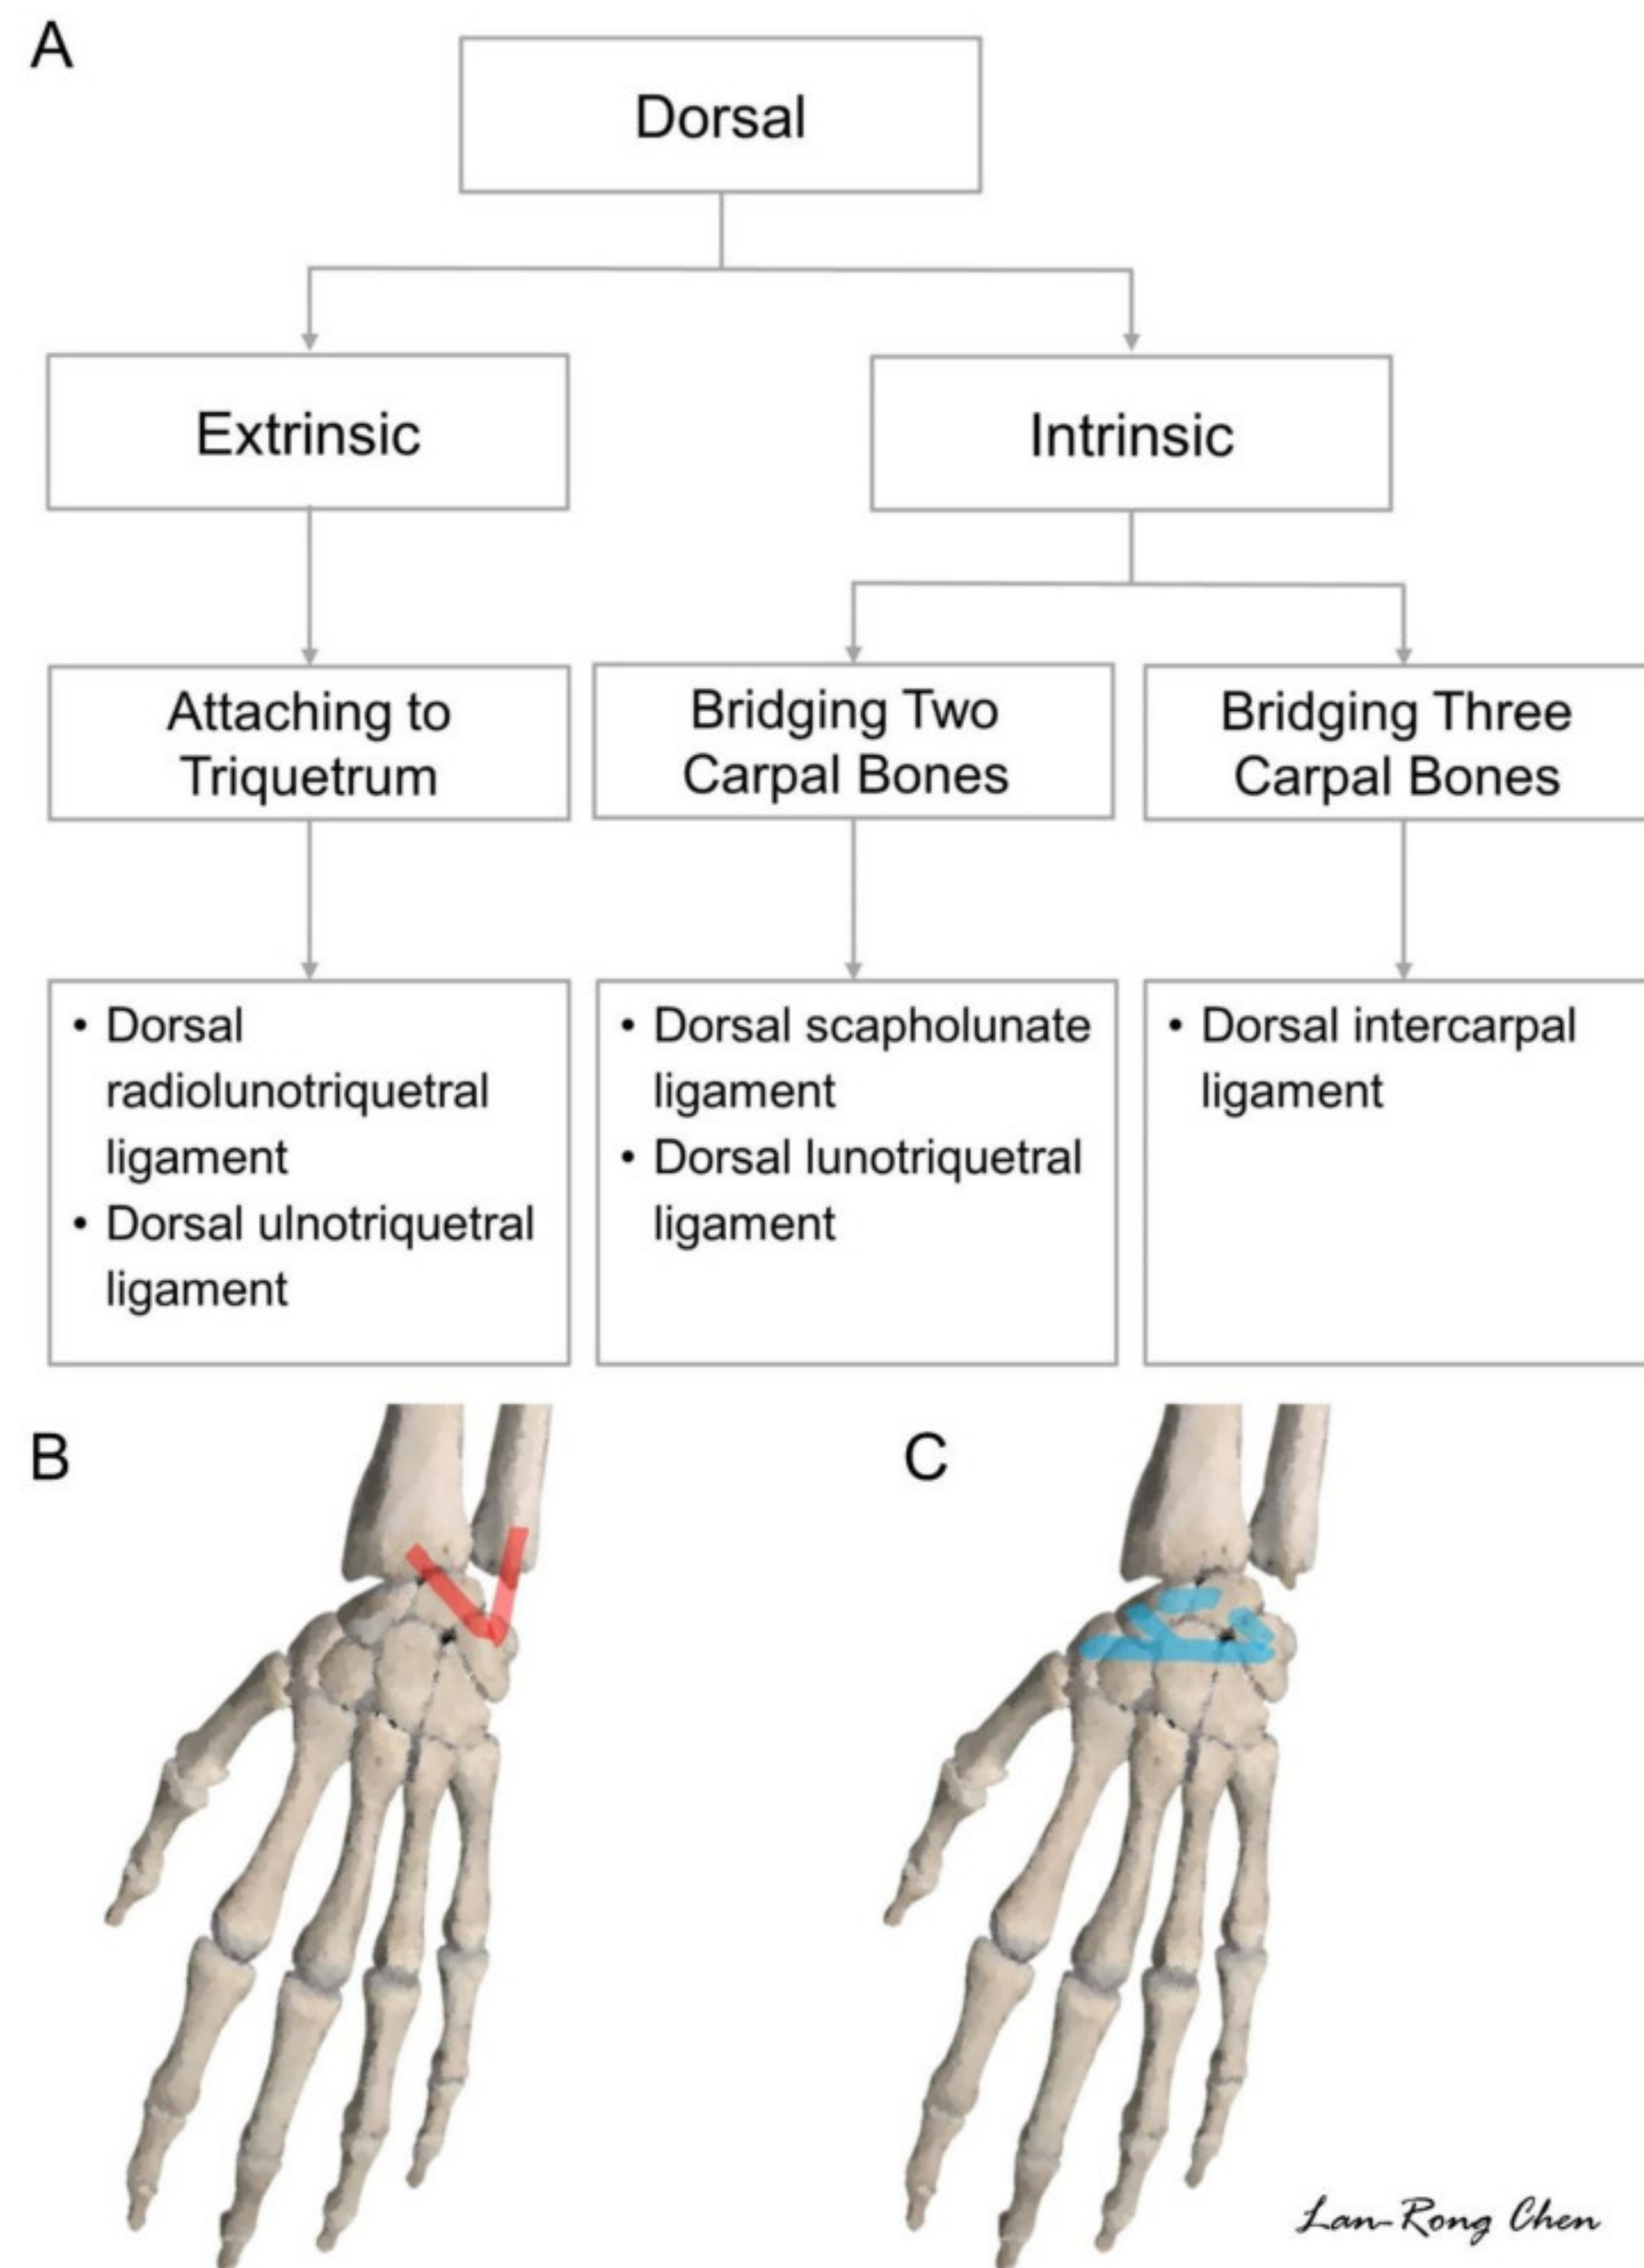 A
Dorsal
Extrinsic
Intrinsic
Attaching to
Triquetrum
Bridging Two
Carpal Bones
Bridging Three
Carpal Bones
• Dorsal
radiolunotriquetral
ligament
• Dorsal ulnotriquetral
ligament
• Dorsal scapholunate
ligament
• Dorsal lunotriquetral
ligament
• Dorsal intercarpal
ligament
B
C
Lan-Rong Chen